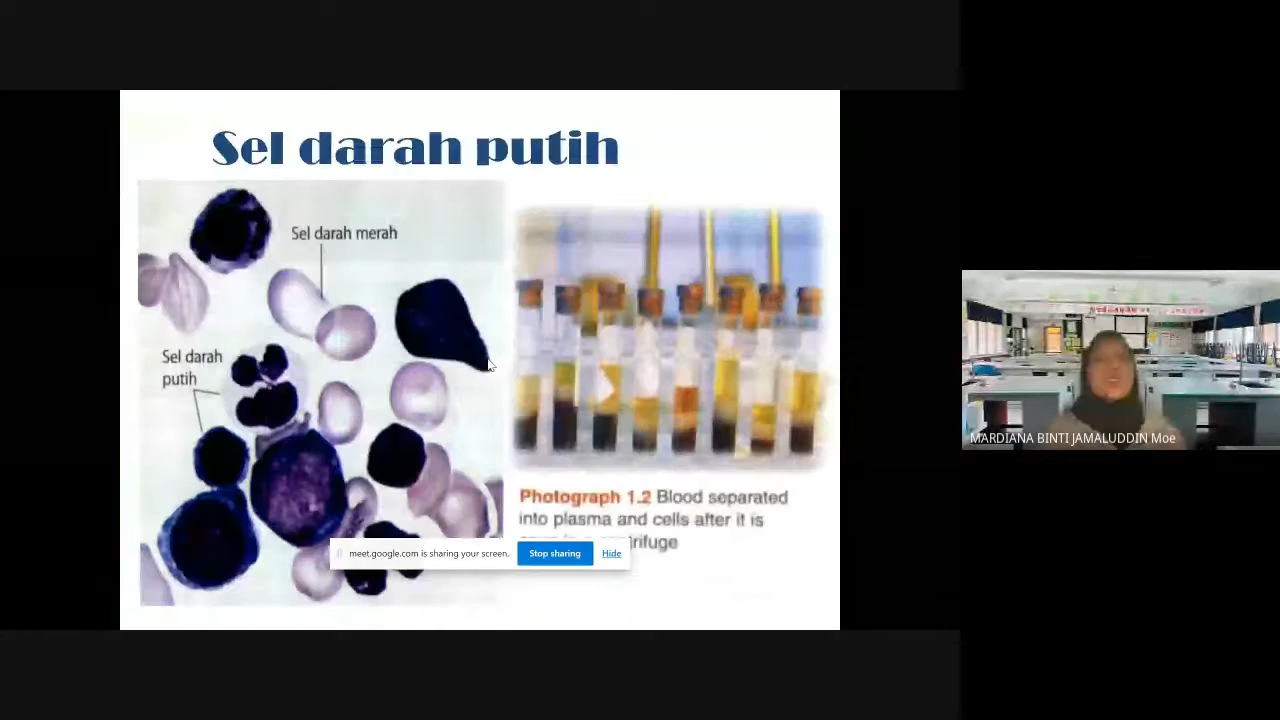 Sel darah putih
Sel darah merah
Sel darah
putih
Photograph 1.2 Blood separated
into plasma and cells after it is
meet.google.com is sharing your screen. Stop sharing Hide
MARDIANA BINTI JAMALUDDIN Moe